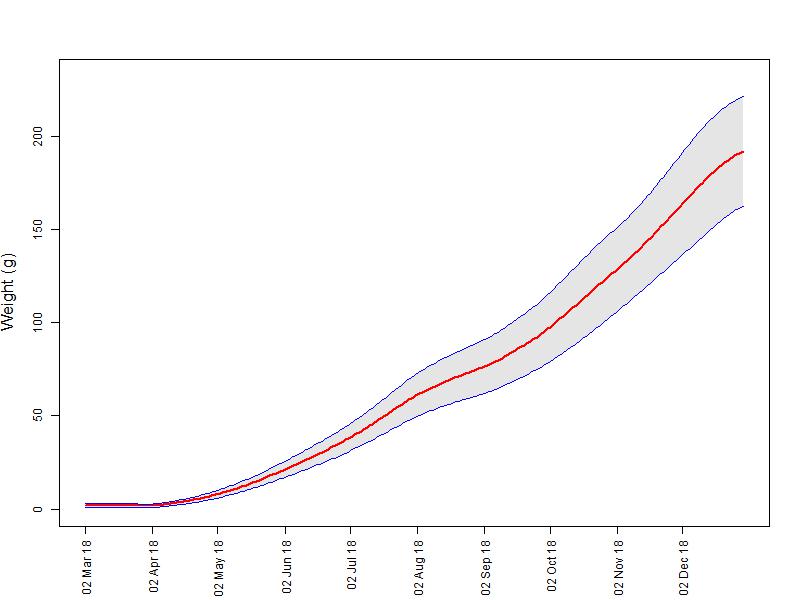 Weight (g)
200
150
100
50
0
02 Mar 18
02 Apr 18
02 May 18
02 Jun 18
02 Jul 18
02 Aug 18
02 Sep 18
02 Oct 18
02 Nov 18
02 Dec 18